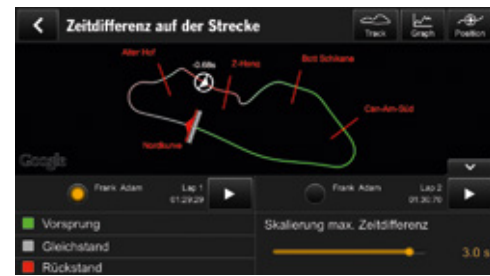 Zeitdifferenz auf der Strecke
Track Graph Position
Alter Hof
-0.68s
Z-Hang
Bott Schikane
Can-Am-Süd
Nordkurve
Google
Frank Adam Lap 1
01:29:29
Frank Adam Lap 2
01:30:70
Vorsprung
Gleichstand
Rückstand
Skalierung max. Zeitdifferenz
3.0 s